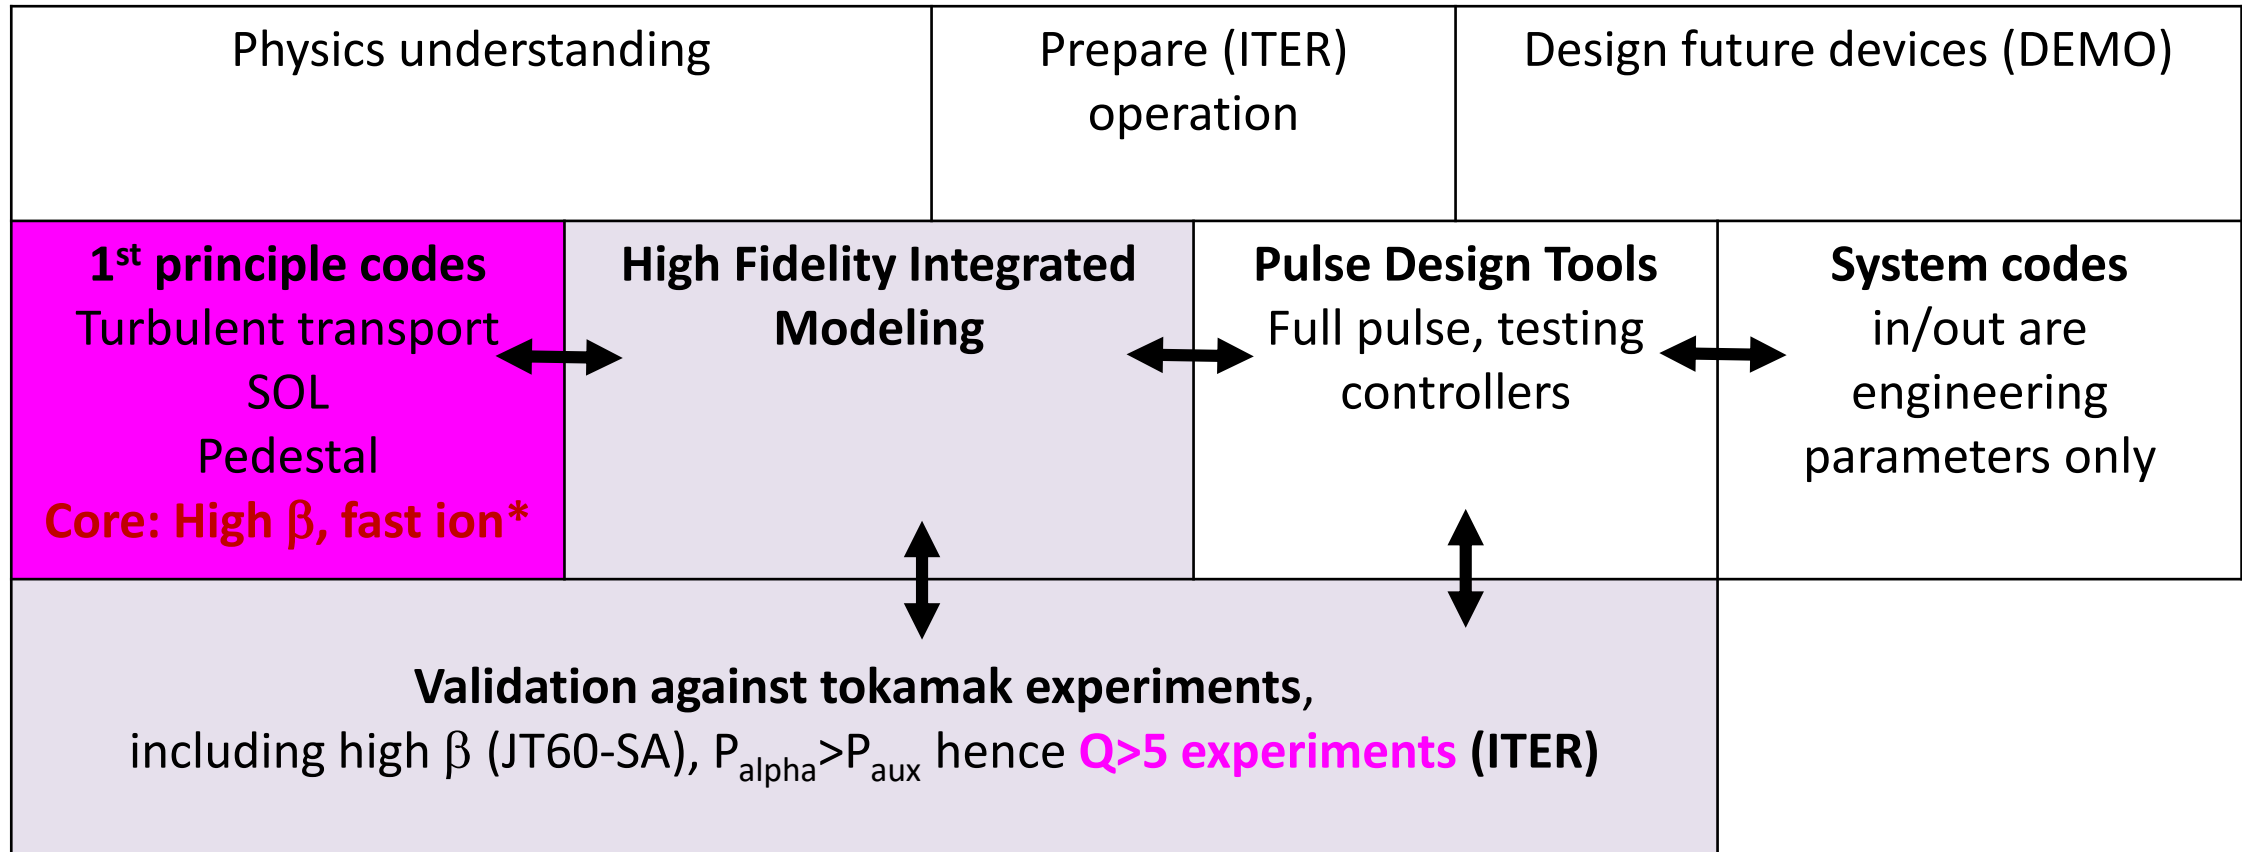 Physics understanding
Prepare (ITER)
operation
Design future devices (DEMO)
1st principle codes
Turbulent transport
SOL
Pedestal
Core: High β, fast ion*
High Fidelity Integrated
Modeling
Pulse Design Tools
Full pulse, testing
controllers
System codes
in/out are
engineering
parameters only
Validation against tokamak experiments,
including high β (JT60-SA), Palpha>Paux hence Q>5 experiments (ITER)